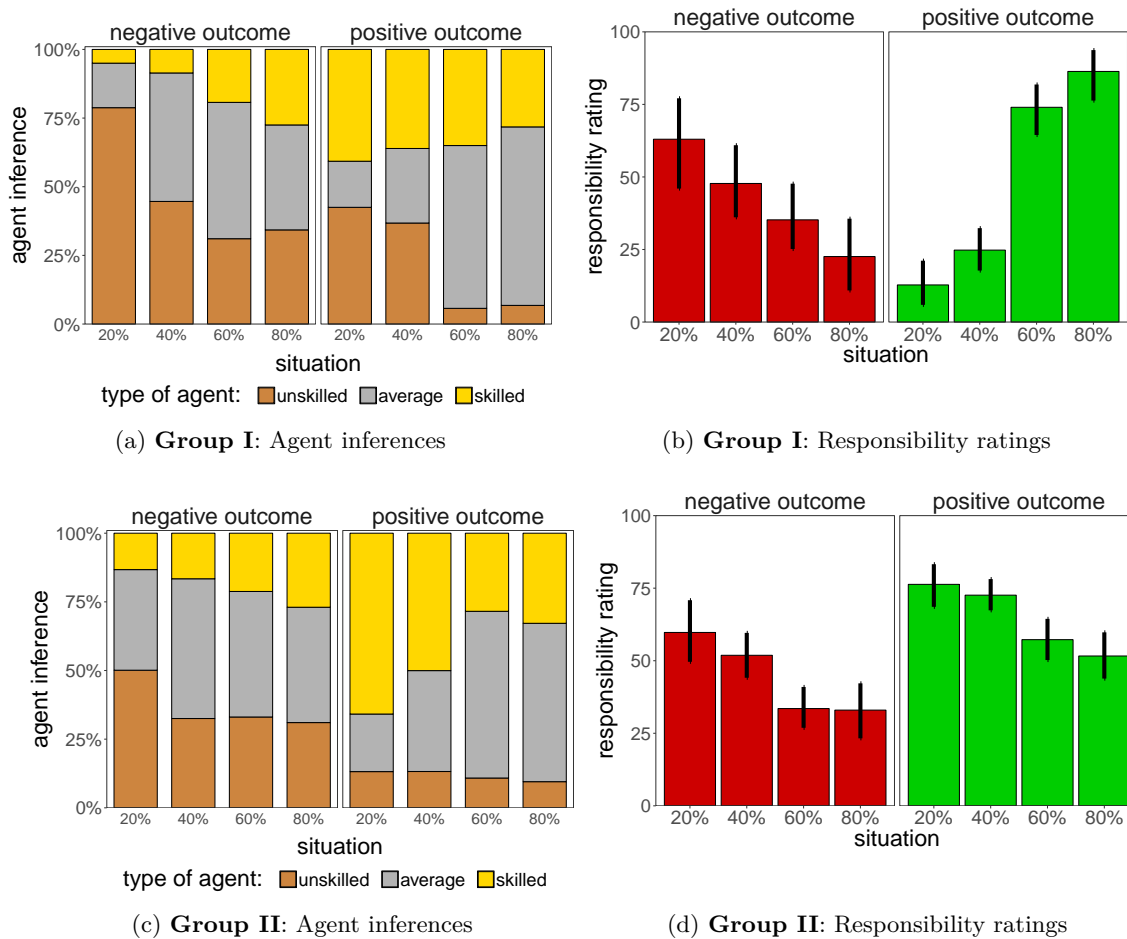 negative outcome positive outcome
100%
75%
50%
25%
0%
agent inference
20% 40% 60% 80% 20% 40% 60% 80%
situation
type of agent: unskilled average skilled
(a) Group I: Agent inferences
negative outcome positive outcome
100
75
50
25
0
responsibility rating
20% 40% 60% 80% 20% 40% 60% 80%
situation
(b) Group I: Responsibility ratings
negative outcome positive outcome
100%
75%
50%
25%
0%
agent inference
20% 40% 60% 80% 20% 40% 60% 80%
situation
type of agent: unskilled average skilled
(c) Group II: Agent inferences
negative outcome positive outcome
100
75
50
25
0
responsibility rating
20% 40% 60% 80% 20% 40% 60% 80%
situation
(d) Group II: Responsibility ratings